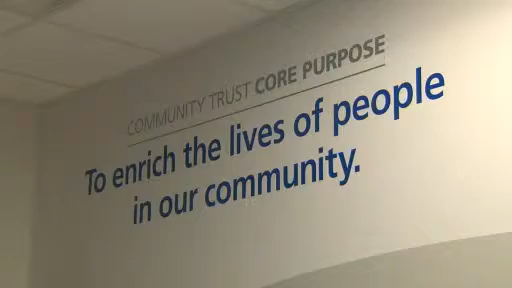 COMMUNITY TRUST CORE PURPOSE
To enrich the lives of people
in our community.